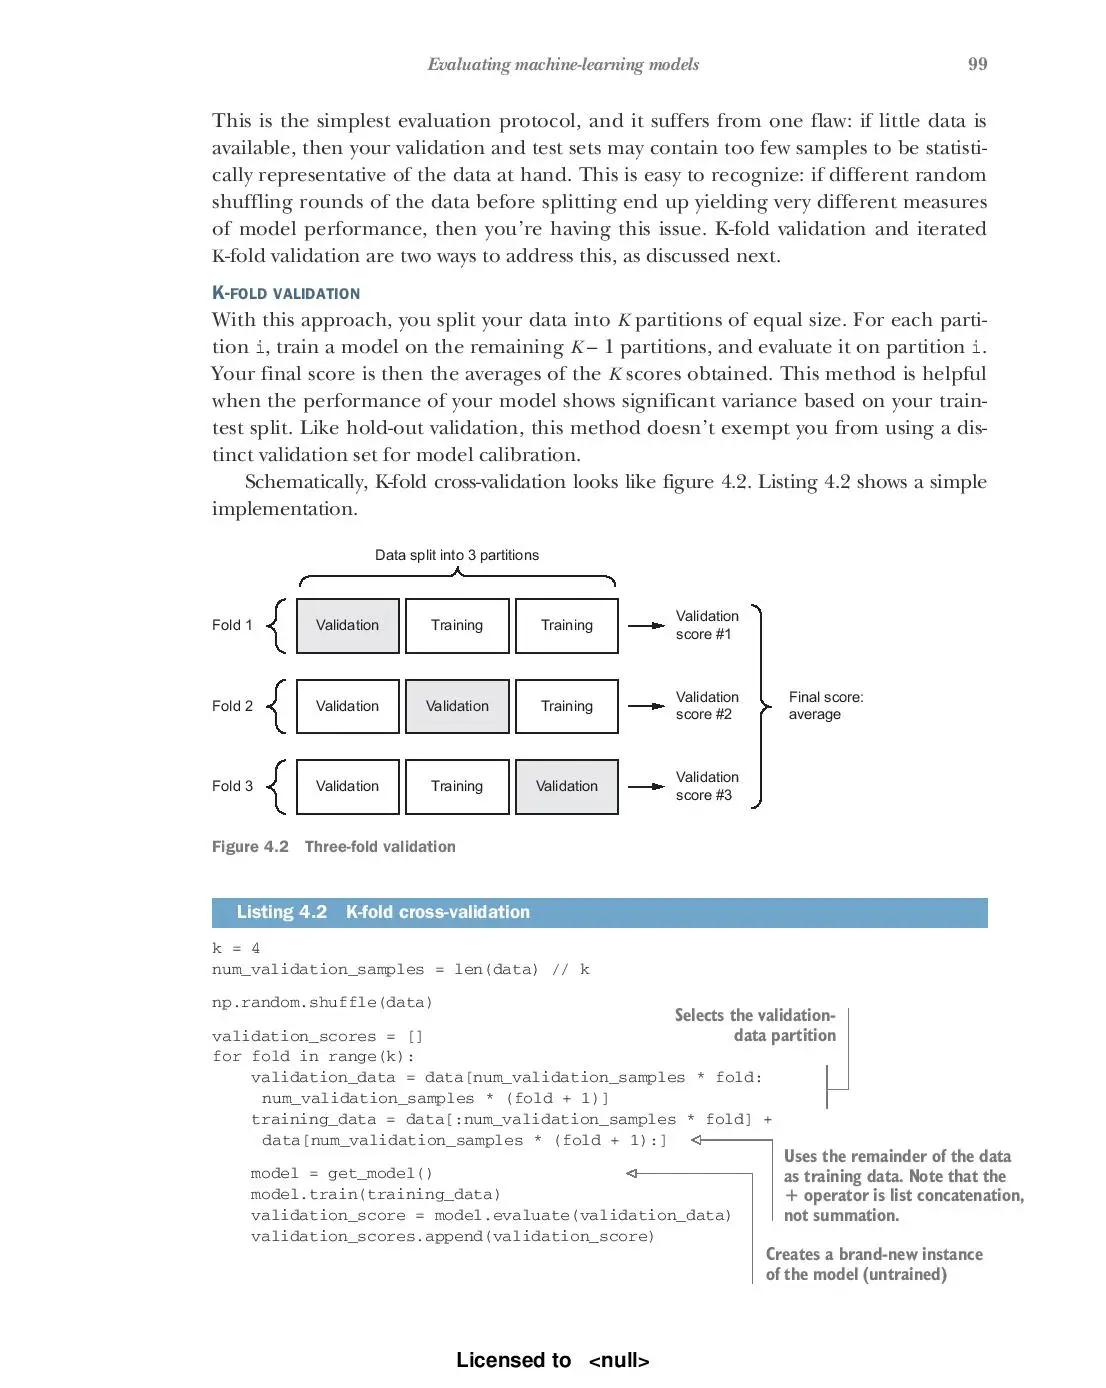 Evaluating machine-learning models 99
This is the simplest evaluation protocol, and it suffers from one flaw: if little data is
available, then your validation and test sets may contain too few samples to be statisti-
cally representative of the data at hand. This is easy to recognize: if different random
shuffling rounds of the data before splitting end up yielding very different measures
of model performance, then you're having this issue. K-fold validation and iterated
K-fold validation are two ways to address this, as discussed next.
K-FOLD VALIDATION
With this approach, you split your data into K partitions of equal size. For each parti-
tion i, train a model on the remaining K – 1 partitions, and evaluate it on partition i.
Your final score is then the averages of the K scores obtained. This method is helpful
when the performance of your model shows significant variance based on your train-
test split. Like hold-out validation, this method doesn't exempt you from using a dis-
tinct validation set for model calibration.
Schematically, K-fold cross-validation looks like figure 4.2. Listing 4.2 shows a simple
implementation.
Data split into 3 partitions
Fold 1 Validation Training Training Validation
score #1
Fold 2 Validation Validation Training Validation
score #2
Final score:
average
Fold 3 Validation Training Validation Validation
score #3
Figure 4.2 Three-fold validation
Listing 4.2 K-fold cross-validation
k = 4
num_validation_samples = len(data) // k
np.random.shuffle(data)
validation_scores = []
for fold in range(k):
validation_data = data[num_validation_samples * fold:
num_validation_samples * (fold + 1)]
training_data = data[:num_validation_samples * fold] +
data[num_validation_samples * (fold + 1):]
model = get_model()
model.train(training_data)
validation_score = model.evaluate(validation_data)
validation_scores.append(validation_score)
Selects the validation-
data partition
Uses the remainder of the data
as training data. Note that the
+ operator is list concatenation,
not summation.
Creates a brand-new instance
of the model (untrained)
Licensed to <null>